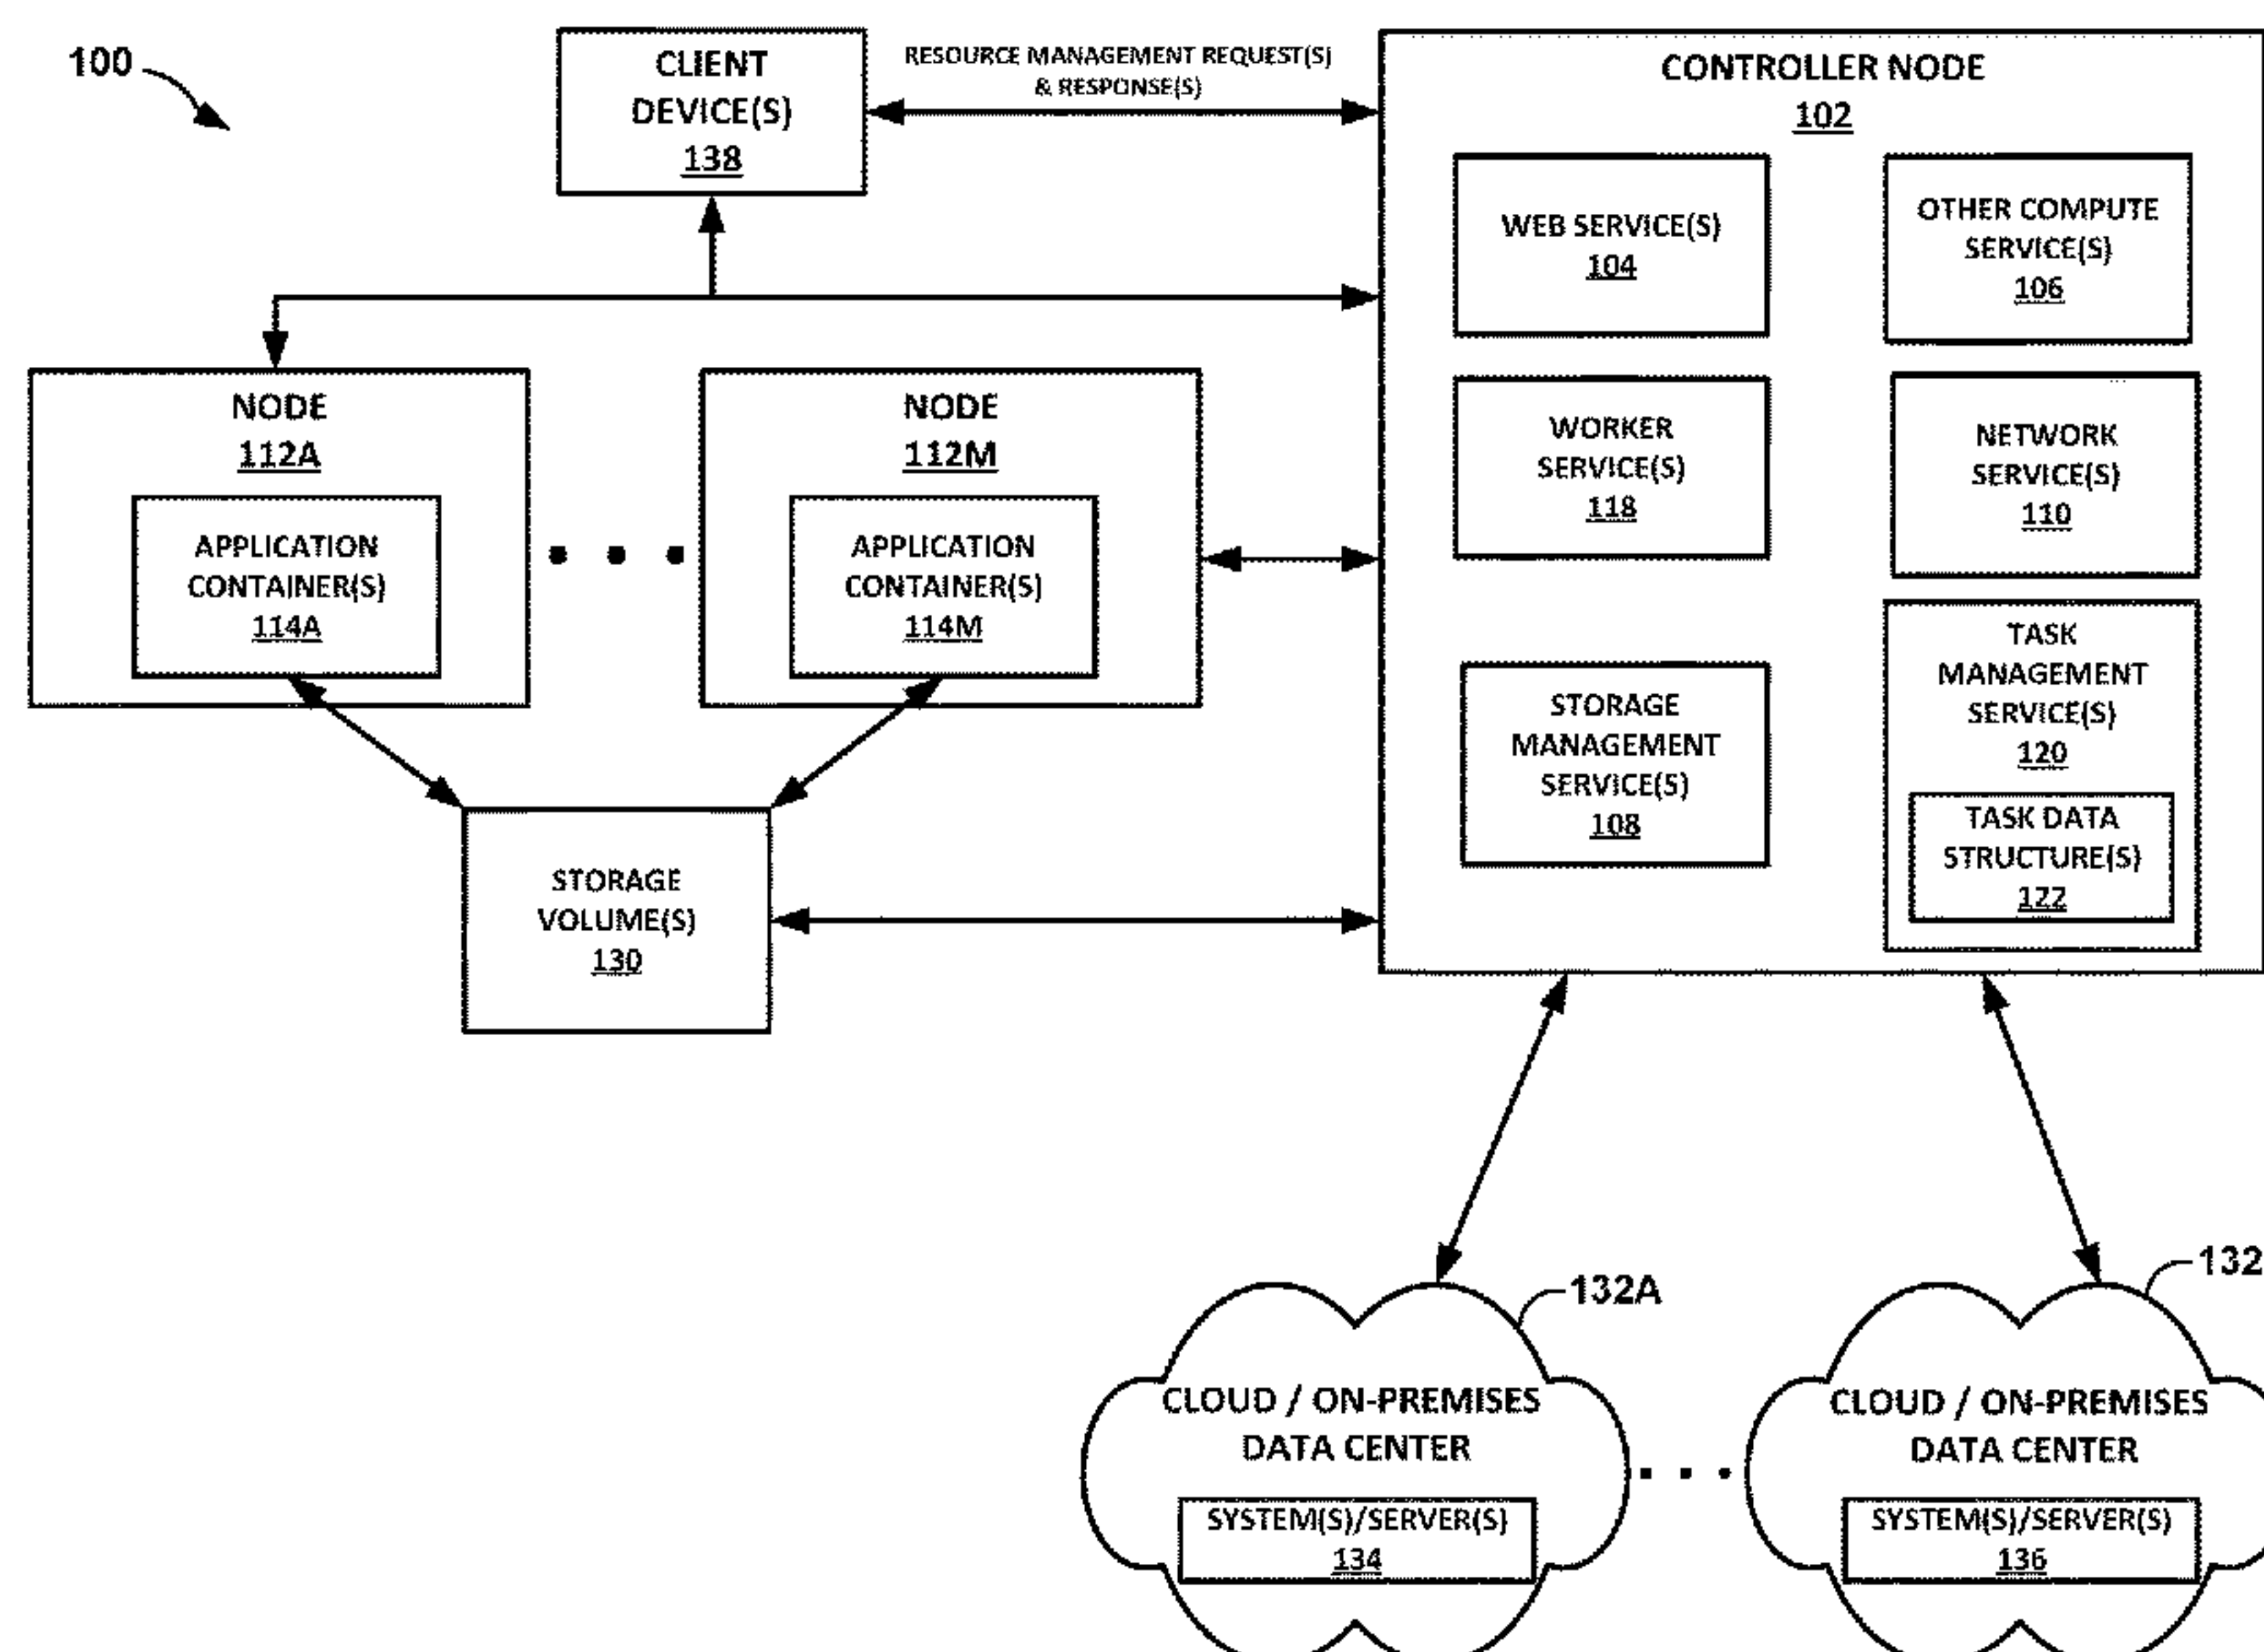 100
CLIENT
DEVICE(S)
138
RESOURCE MANAGEMENT REQUEST(S)
& RESPONSE(S)
CONTROLLER NODE
102
WEB SERVICE(S)
104
OTHER COMPUTE
SERVICE(S)
106
WORKER
SERVICE(S)
118
NETWORK
SERVICE(S)
110
STORAGE
MANAGEMENT
SERVICE(S)
108
TASK
MANAGEMENT
SERVICE(S)
120
TASK DATA
STRUCTURE(S)
122
NODE
112A
APPLICATION
CONTAINER(S)
114A
NODE
112M
APPLICATION
CONTAINER(S)
114M
STORAGE
VOLUME(S)
130
132A
CLOUD / ON-PREMISES
DATA CENTER
SYSTEM(S)/SERVER(S)
134
132
CLOUD / ON-PREMISES
DATA CENTER
SYSTEM(S)/SERVER(S)
136